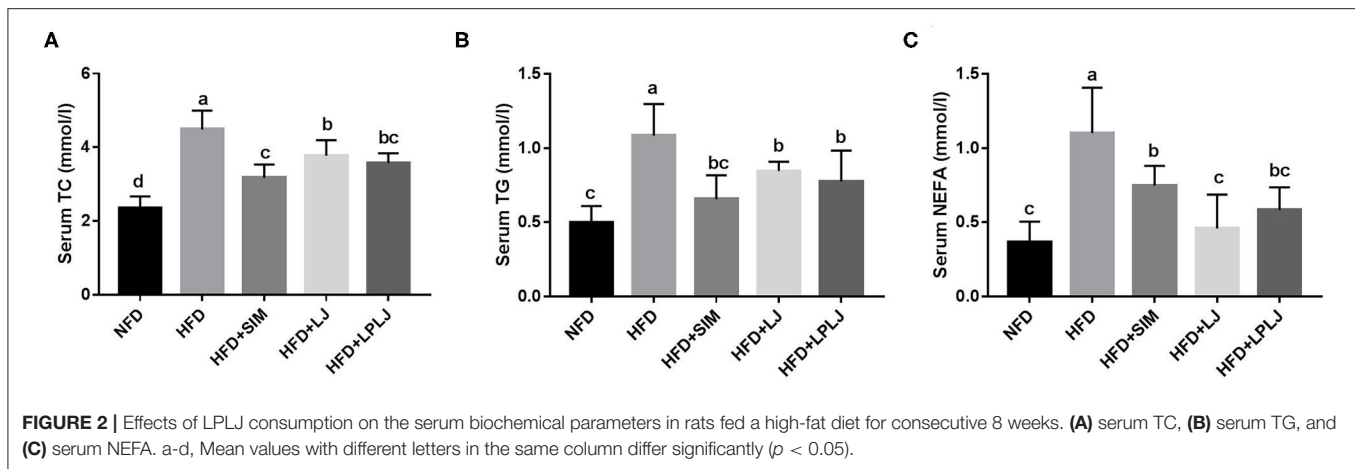 A
Serum TC (mmol/l)
6
4
2
0
d
a
c
b
bc
NFD
HFD
HFD+SIM
HFD+LJ
HFD+LPLJ
B
Serum TG (mmol/l)
1.5
1.0
0.5
0.0
c
a
bc
b
b
NFD
HFD
HFD+SIM
HFD+LJ
HFD+LPLJ
C
Serum NEFA (mmol/l)
1.5
1.0
0.5
0.0
c
a
b
c
bc
NFD
HFD
HFD+SIM
HFD+LJ
HFD+LPLJ
FIGURE 2 | Effects of LPLJ consumption on the serum biochemical parameters in rats fed a high-fat diet for consecutive 8 weeks. (A) serum TC, (B) serum TG, and
(C) serum NEFA. a-d, Mean values with different letters in the same column differ significantly (p < 0.05).